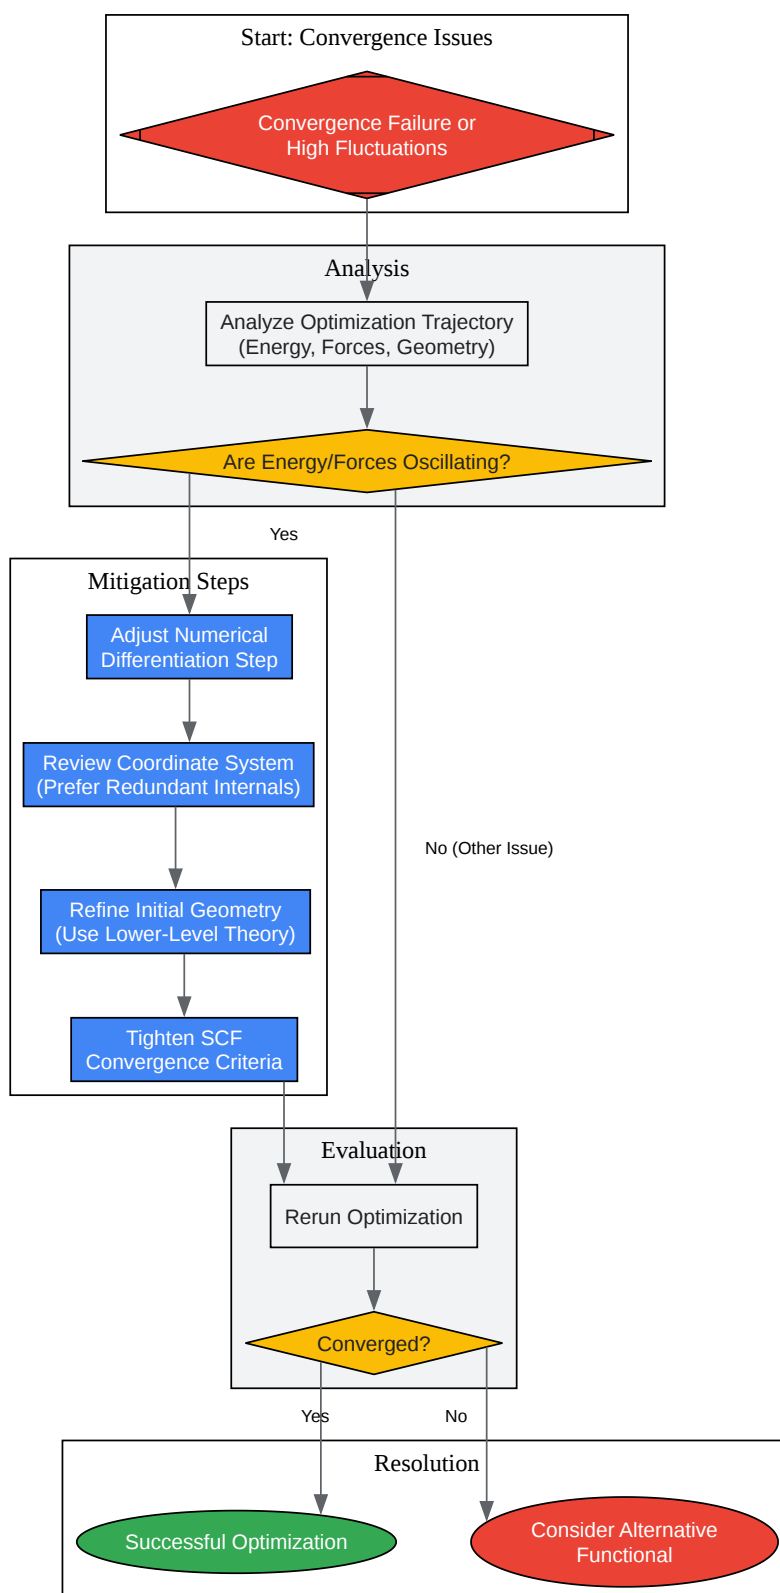 Start: Convergence Issues
Convergence Failure or
High Fluctuations
Analysis
Analyze Optimization Trajectory
(Energy, Forces, Geometry)
Are Energy/Forces Oscillating?
Yes
Mitigation Steps
Adjust Numerical
Differentiation Step
Review Coordinate System
(Prefer Redundant Internals)
No (Other Issue)
Refine Initial Geometry
(Use Lower-Level Theory)
Tighten SCF
Convergence Criteria
Evaluation
Rerun Optimization
Converged?
Yes
No
Resolution
Successful Optimization
Consider Alternative
Functional